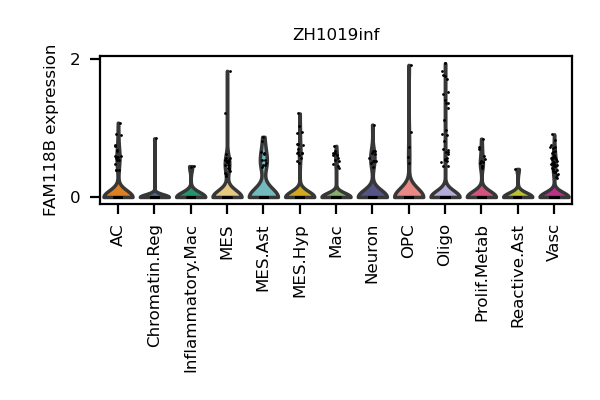 ZH1019inf
FAM118B expression
2
0
AC
Chromatin.Reg
Inflammatory.Mac
MES
MES.Ast
MES.Hyp
Mac
Neuron
OPC
Oligo
Prolif.Metab
Reactive.Ast
Vasc